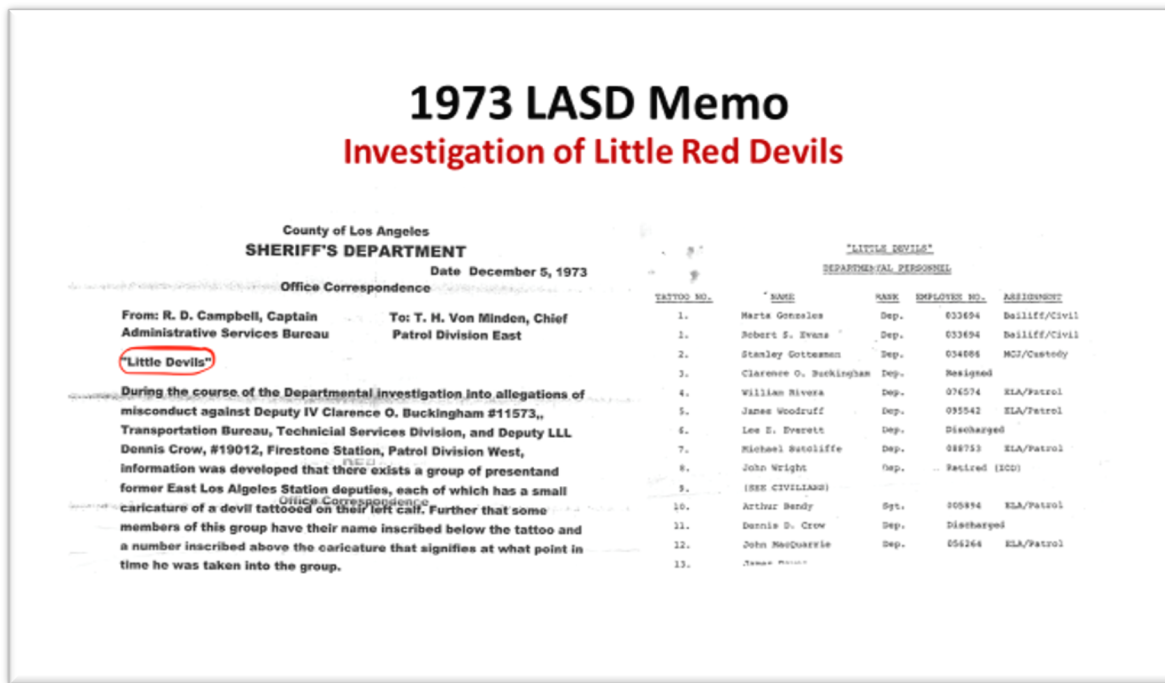 1973 LASD Memo
Investigation of Little Red Devils
County of Los Angeles
SHERIFF'S DEPARTMENT
Date December 5, 1973
Office Correspondence
From: R. D. Campbell, Captain To: T. H. Von Minden, Chief
Administrative Services Bureau Patrol Division East
"Little Devils"
During the course of the Departmental investigation into allegations of
misconduct against Deputy IV Clarence O. Buckingham #11573,,
Transportation Bureau, Technicial Services Division, and Deputy LLL
Dennis Crow, #19012, Firestone Station, Patrol Division West,
information was developed that there exists a group of presentand
former East Los Algeles Station deputies, each of which has a small
Office Correspondence
caricature of a devil tattooed on their left calf. Further that some
members of this group have their name inscribed below the tattoo and
a number inscribed above the caricature that signifies at what point in
time he was taken into the group.
"LITTLE DEVILS"
DEPARTMENTAL PERSONNEL
TATTOO NO. NAME RANK EMPLOYEE NO. ASSIGNMENT
1. Marta Gonzales Dep. 033694 Bailiff/Civil
1. Robert S. Evans Dep. 033694 Bailiff/Civil
2. Stanley Gottesman Dep. 034086 MCJ/Custody
3. Clarence O. Buckingham Dep. Resigned
4. William Rivera Dep. 076574 ELA/Patrol
5. James Woodruff Dep. 095542 ELA/Patrol
6. Lee E. Everett Dep. Discharged
7. Michael Sutcliffe Dep. 088753 ELA/Patrol
8. John Wright Dep. Retired (ICD)
9. (SEE CIVILIANS)
10. Arthur Bendy Sgt. 005894 ELA/Patrol
11. Dennis D. Crow Dep. Discharged
12. John MacQuarrie Dep. 056264 ELA/Patrol
13. James